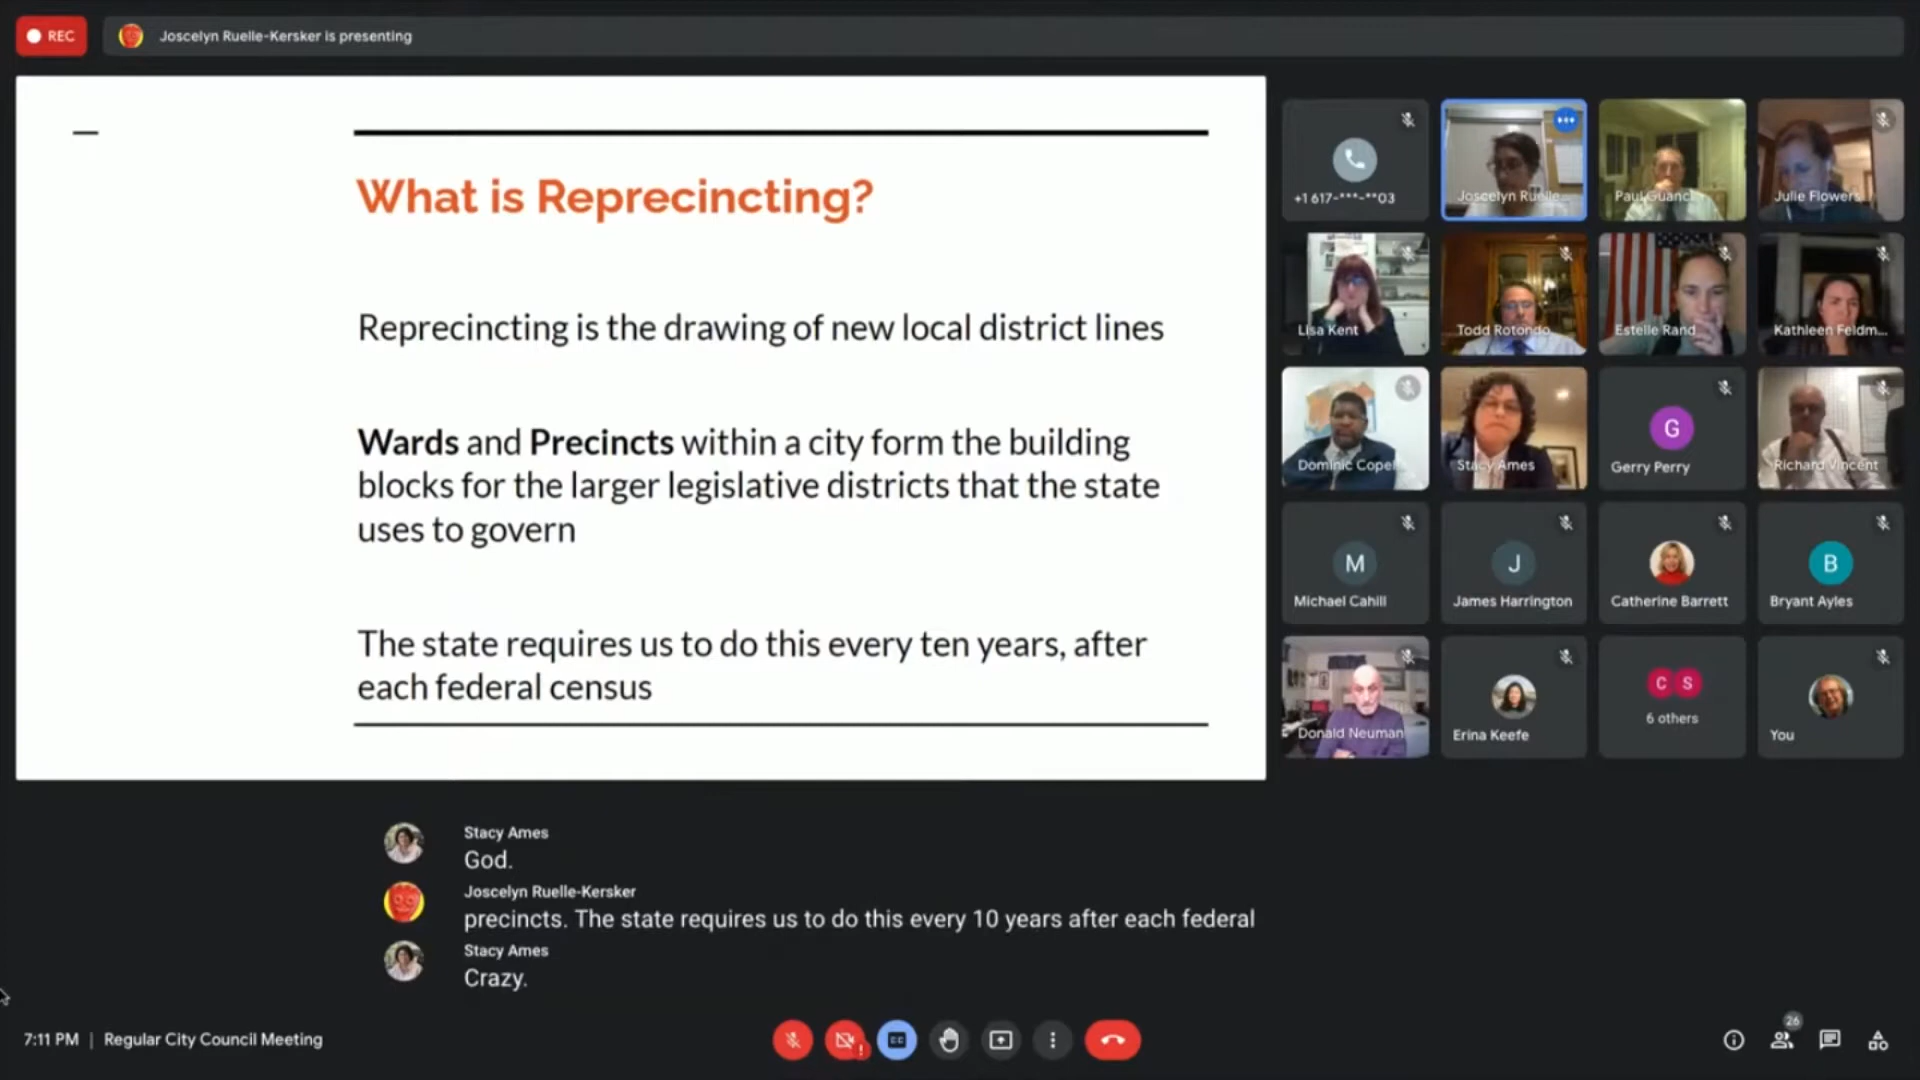 REC
Joscelyn Ruelle-Kersker is presenting
What is Reprecincting?
Reprecincting is the drawing of new local district lines
Wards and Precincts within a city form the building
blocks for the larger legislative districts that the state
uses to govern
The state requires us to do this every ten years, after
each federal census
+1 617-***-**03
Joscelyn Ruelle...
Paul Guanci
Julie Flowers
Lisa Kent
Todd Rotondo
Estelle Rand
Kathleen Feldm...
Dominic Copel
Stacy Ames
G
Gerry Perry
Richard Vincent
M
Michael Cahill
J
James Harrington
Catherine Barrett
B
Bryant Ayles
Donald Neuman
Erina Keefe
C S
6 others
You
Stacy Ames
God.
Joscelyn Ruelle-Kersker
precincts. The state requires us to do this every 10 years after each federal
Stacy Ames
Crazy.
7:11 PM | Regular City Council Meeting
CC
26